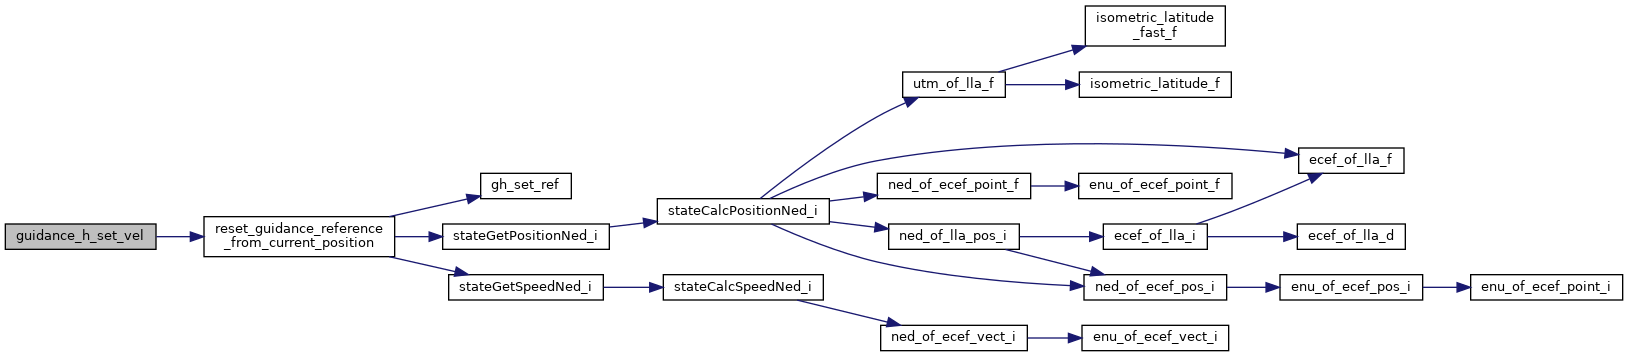 isometric_latitude
_fast_f
utm_of_lla_f
isometric_latitude_f
ecef_of_lla_f
gh_set_ref
ned_of_ecef_point_f
enu_of_ecef_point_f
stateCalcPositionNed_i
guidance_h_set_vel
reset_guidance_reference
_from_current_position
stateGetPositionNed_i
ned_of_lla_pos_i
ecef_of_lla_i
ecef_of_lla_d
stateGetSpeedNed_i
stateCalcSpeedNed_i
ned_of_ecef_pos_i
enu_of_ecef_pos_i
enu_of_ecef_point_i
ned_of_ecef_vect_i
enu_of_ecef_vect_i